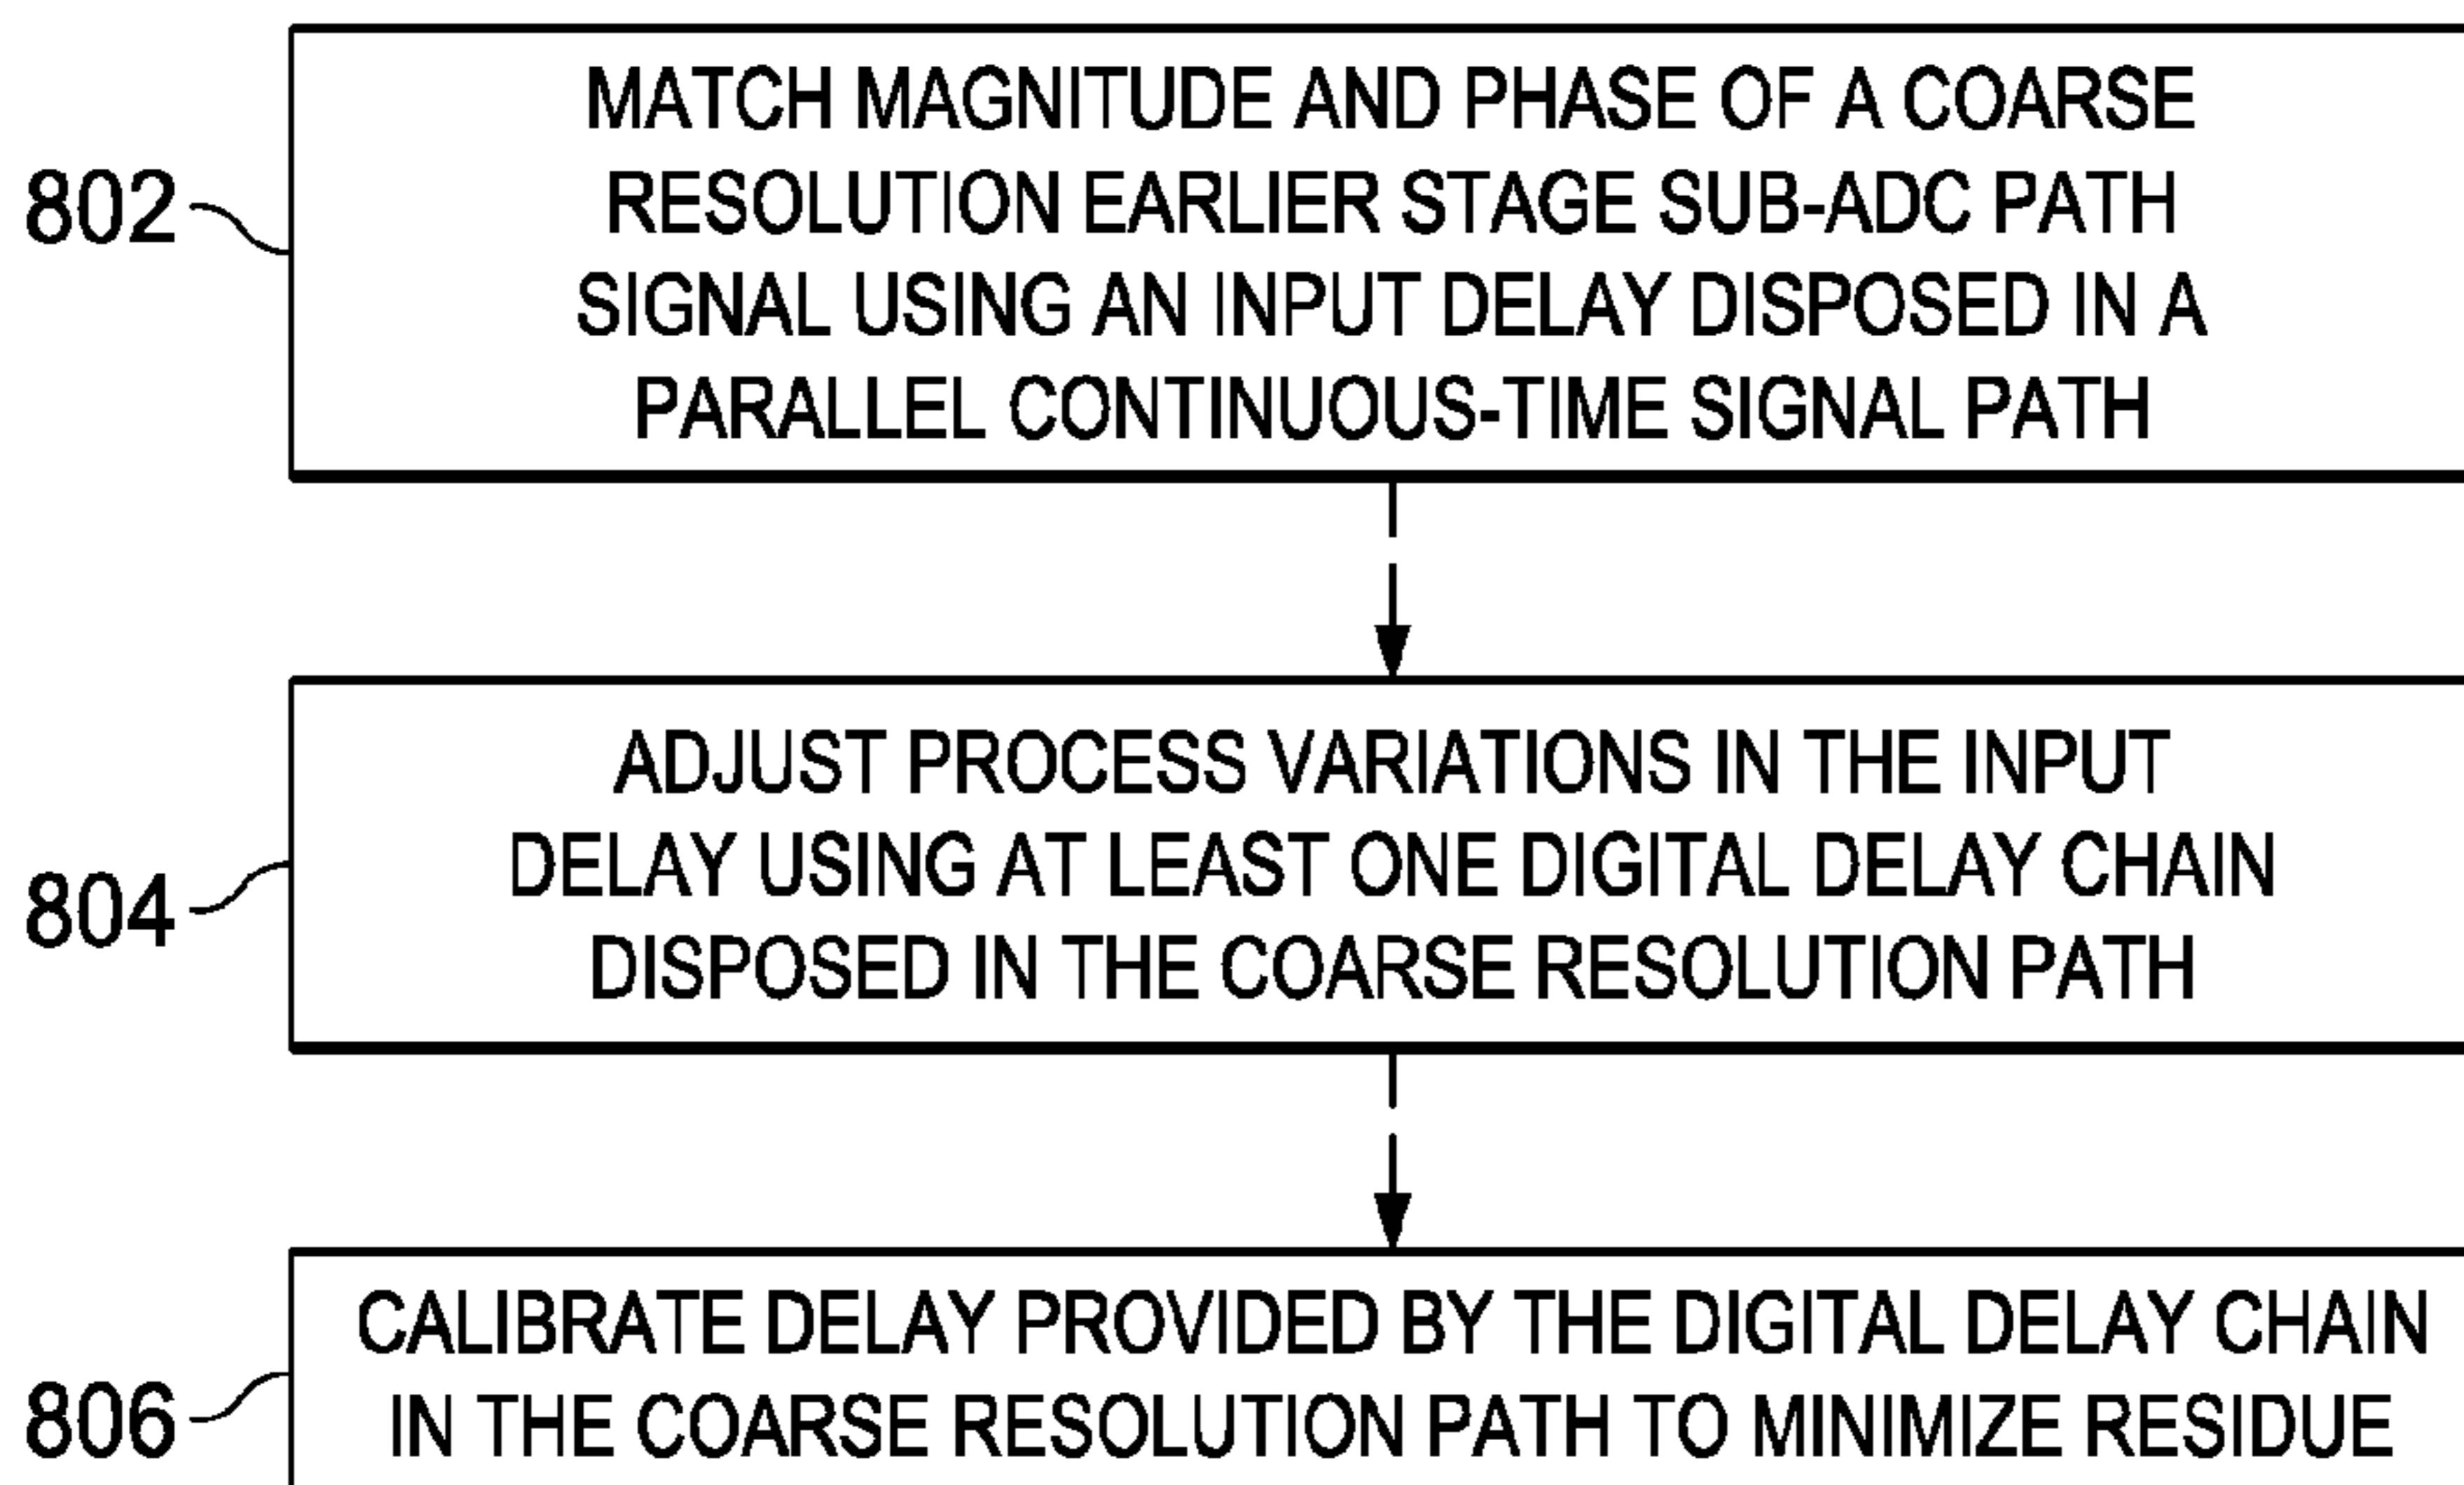 MATCH MAGNITUDE AND PHASE OF A COARSE
RESOLUTION EARLIER STAGE SUB-ADC PATH
802
SIGNAL USING AN INPUT DELAY DISPOSED IN A
PARALLEL CONTINUOUS-TIME SIGNAL PATH
ADJUST PROCESS VARIATIONS IN THE INPUT
DELAY USING AT LEAST ONE DIGITAL DELAY CHAIN
804
DISPOSED IN THE COARSE RESOLUTION PATH
CALIBRATE DELAY PROVIDED BY THE DIGITAL DELAY CHAIN
806
IN THE COARSE RESOLUTION PATH TO MINIMIZE RESIDUE